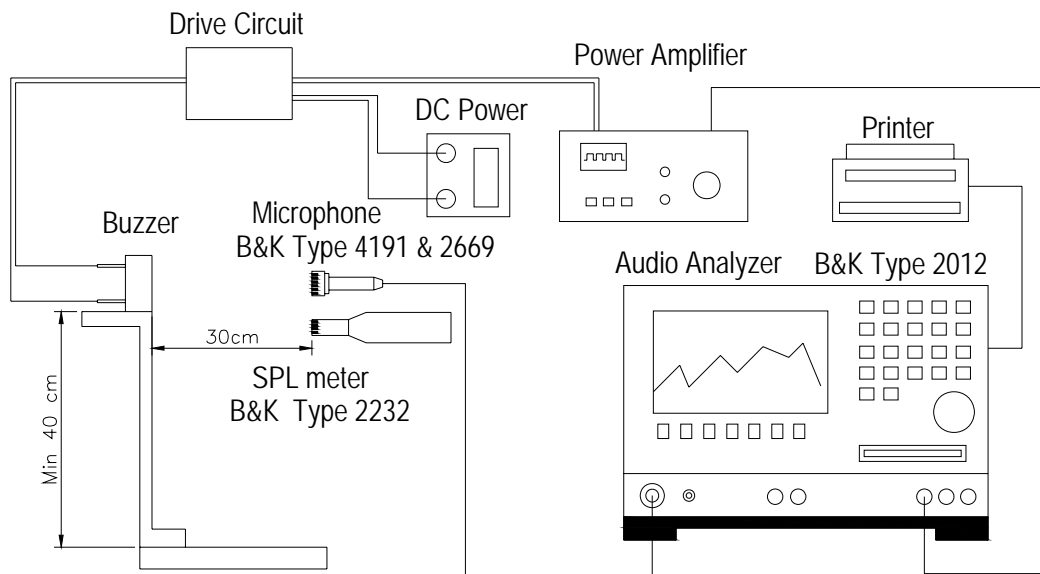 Drive Circuit
Power Amplifier
DC Power
Printer
Buzzer
Microphone
B&K Type 4191 & 2669
Audio Analyzer
B&K Type 2012
30cm
SPL meter
B&K Type 2232
Min 40 cm